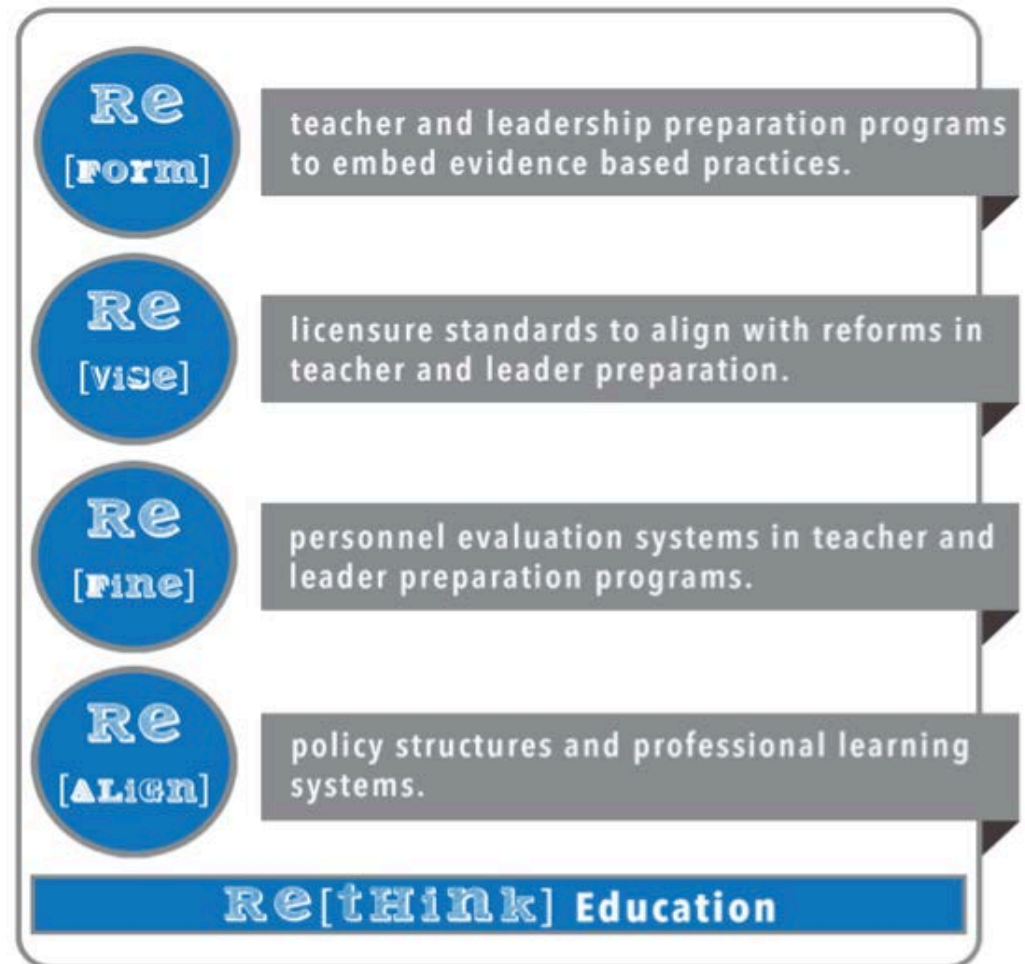 Re
[Form]
teacher and leadership preparation programs
to embed evidence based practices.
Re
[Vise]
licensure standards to align with reforms in
teacher and leader preparation.
Re
[Fine]
personnel evaluation systems in teacher and
leader preparation programs.
Re
[ALiGn]
policy structures and professional learning
systems.
Re[tHink] Education